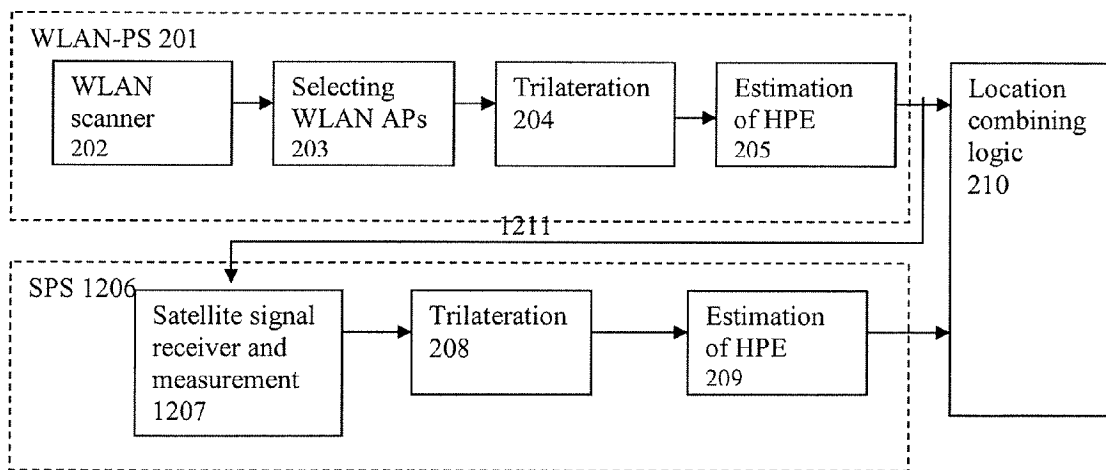 WLAN-PS 201
WLAN
scanner
202
Selecting
WLAN APs
203
Trilateration
204
Estimation
of HPE
205
Location
combining
logic
210
1211
SPS 1206
Satellite signal
receiver and
measurement
1207
Trilateration
208
Estimation
of HPE
209